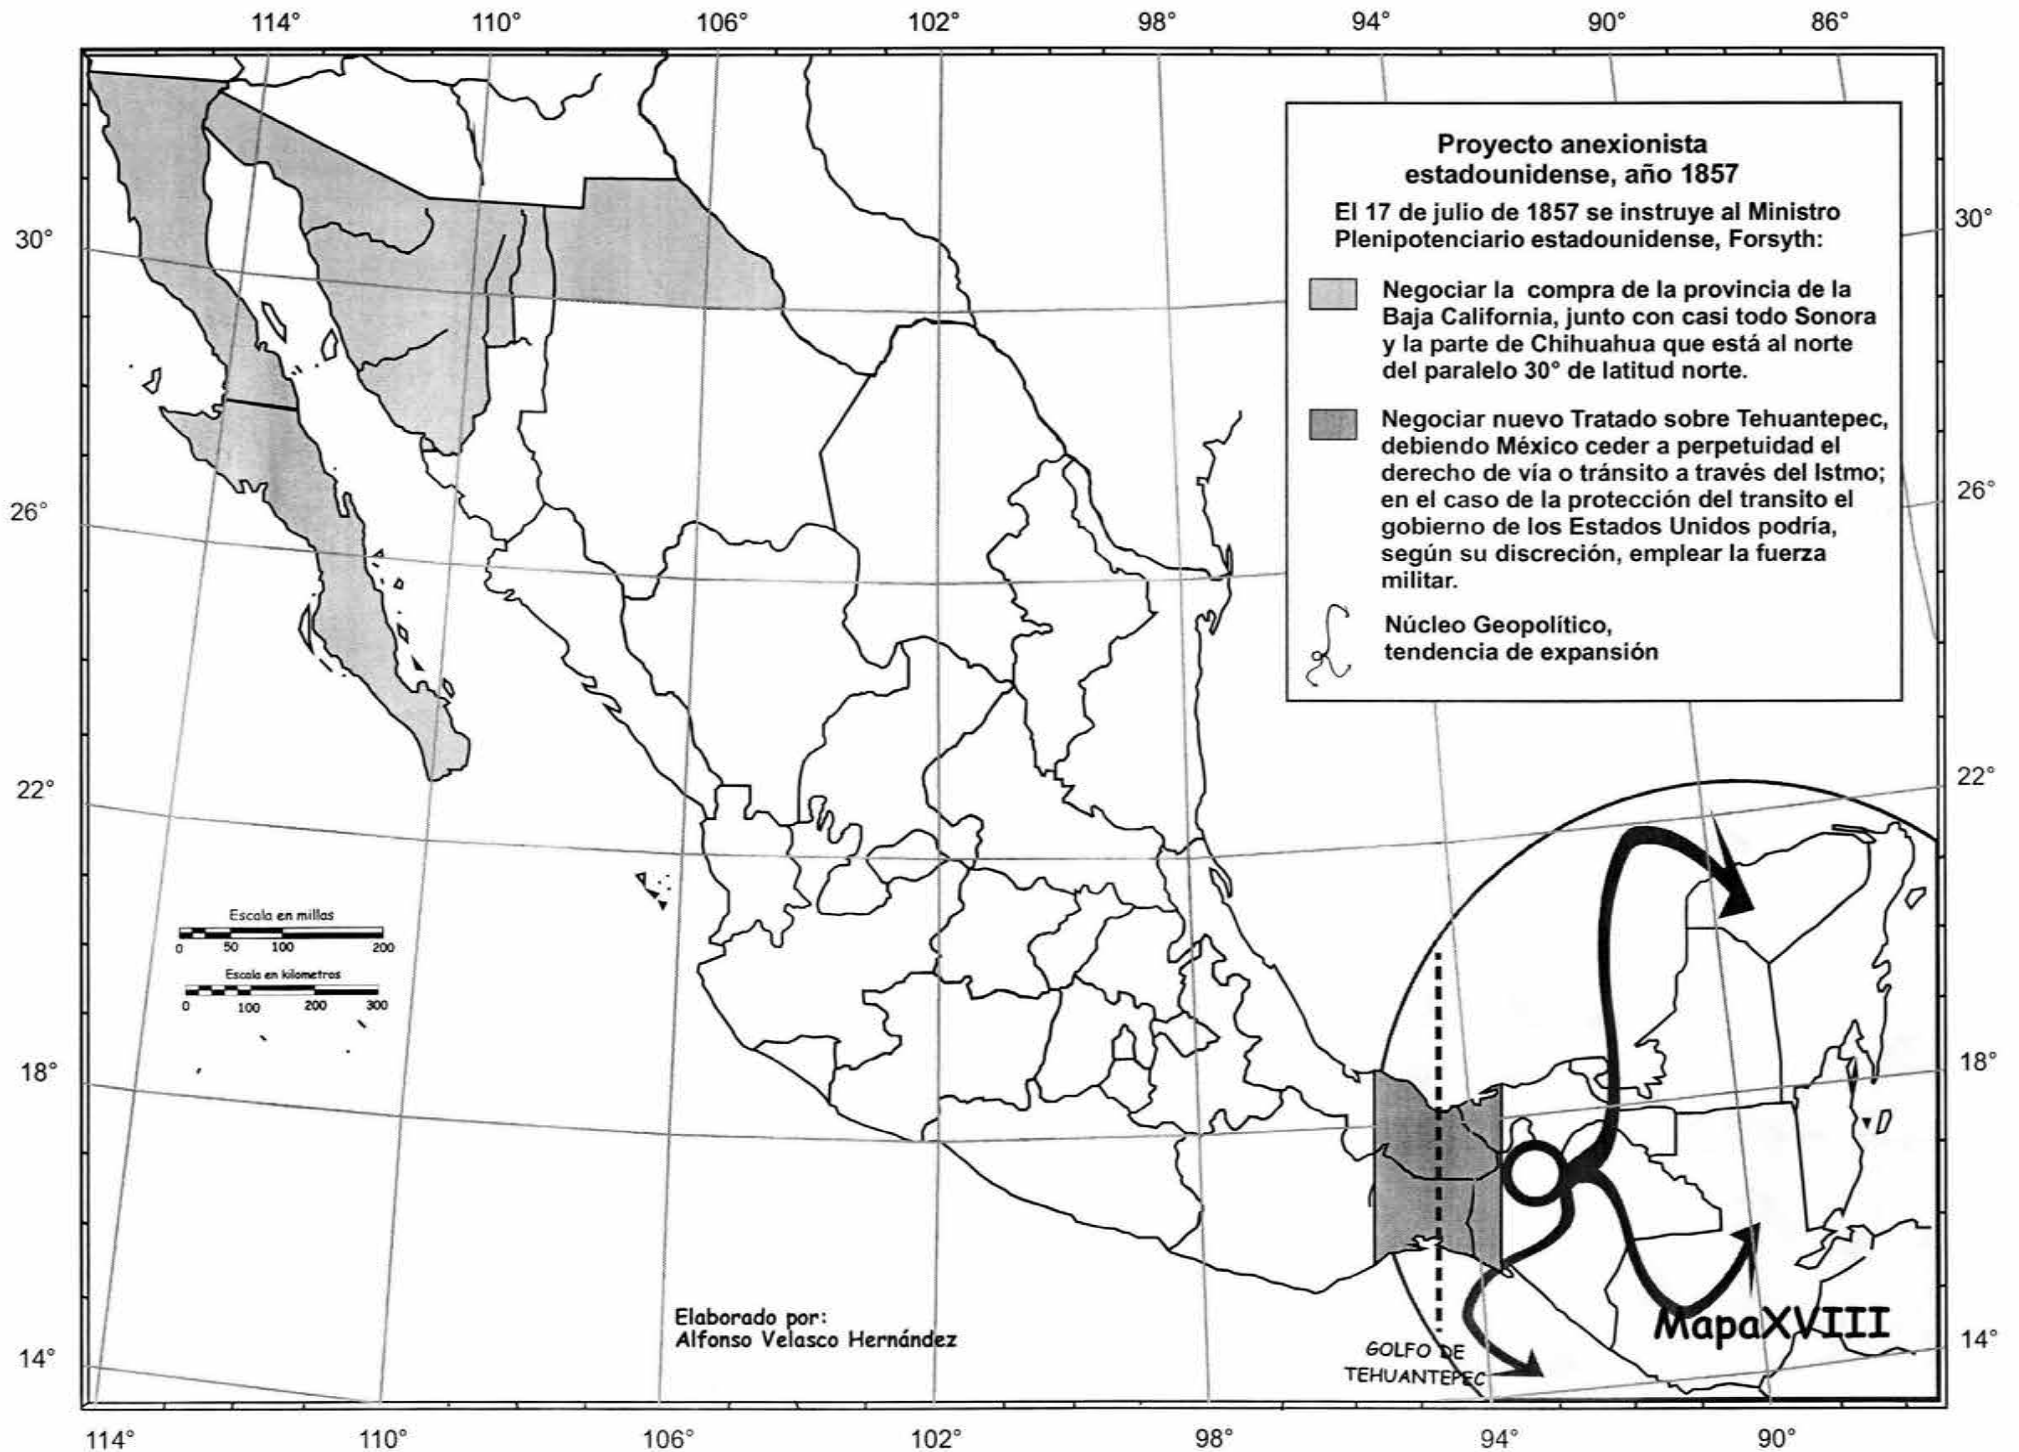 114° 110° 106° 102° 98° 94° 90° 86°
Proyecto anexionista
estadounidense, año 1857
El 17 de julio de 1857 se instruye al Ministro
Plenipotenciario estadounidense, Forsyth:
Negociar la compra de la provincia de la
Baja California, junto con casi todo Sonora
y la parte de Chihuahua que está al norte
del paralelo 30° de latitud norte.
Negociar nuevo Tratado sobre Tehuantepec,
debiendo México ceder a perpetuidad el
derecho de vía o tránsito a través del Istmo;
en el caso de la protección del transito el
gobierno de los Estados Unidos podría,
según su discreción, emplear la fuerza
militar.
Núcleo Geopolítico,
tendencia de expansión
30° 30°
26° 26°
22° 22°
Escala en millas
0 50 100 200
Escala en kilometros
0 100 200 300
18° 18°
Elaborado por:
Alfonso Velasco Hernández
MapaXVIII
GOLFO DE
TEHUANTEPEC
14° 14°
114° 110° 106° 102° 98° 94° 90°